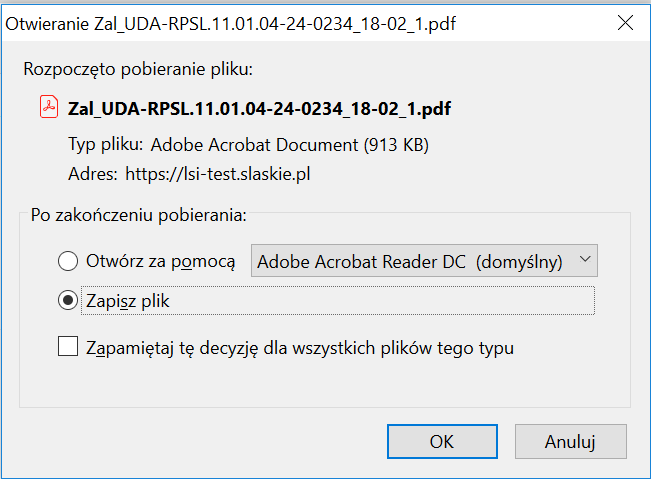 Otwieranie Zal_UDA-RPSL.11.01.04-24-0234_18-02_1.pdf
Rozpoczęto pobieranie pliku:
Zal_UDA-RPSL.11.01.04-24-0234_18-02_1.pdf
Typ pliku: Adobe Acrobat Document (913 KB)
Adres: https://lsi-test.slaskie.pl
Po zakończeniu pobierania:
Otwórz za pomocą Adobe Acrobat Reader DC (domyślny)
Zapisz plik
Zapamiętaj tę decyzję dla wszystkich plików tego typu
OK Anuluj